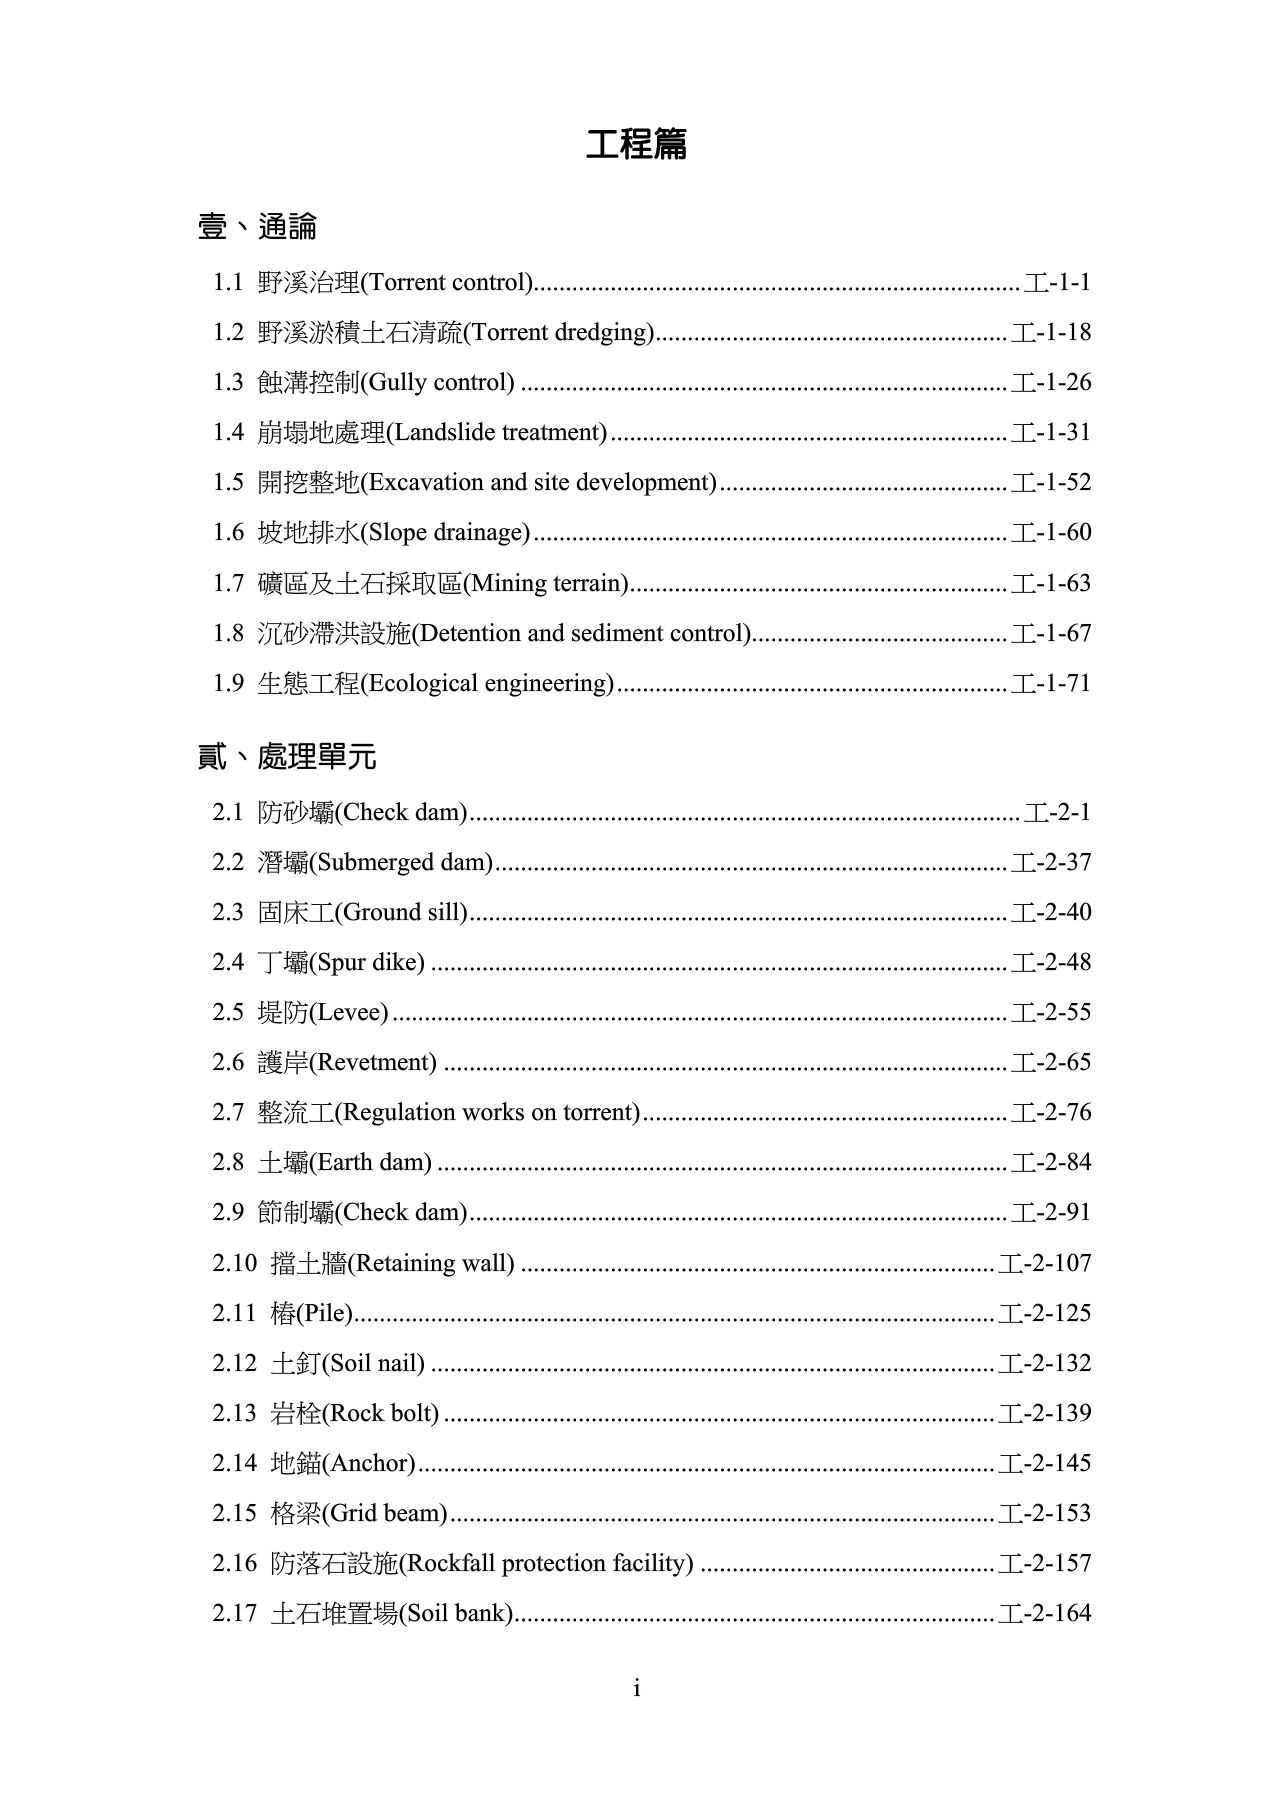 工程篇
壹、通論
1.1 野溪治理(Torrent control)............................................................................ 工-1-1
1.2 野溪淤積土石清疏(Torrent dredging)....................................................... 工-1-18
1.3 蝕溝控制(Gully control) ............................................................................ 工-1-26
1.4 崩塌地處理(Landslide treatment).............................................................. 工-1-31
1.5 開挖整地(Excavation and site development)............................................. 工-1-52
1.6 坡地排水(Slope drainage).......................................................................... 工-1-60
1.7 礦區及土石採取區(Mining terrain)........................................................... 工-1-63
1.8 沉砂滯洪設施(Detention and sediment control)........................................ 工-1-67
1.9 生態工程(Ecological engineering)............................................................. 工-1-71
貳、處理單元
2.1 防砂壩(Check dam)...................................................................................... 工-2-1
2.2 潛壩(Submerged dam)................................................................................ 工-2-37
2.3 固床工(Ground sill).................................................................................... 工-2-40
2.4 丁壩(Spur dike) .......................................................................................... 工-2-48
2.5 堤防(Levee)................................................................................................ 工-2-55
2.6 護岸(Revetment) ........................................................................................ 工-2-65
2.7 整流工(Regulation works on torrent)......................................................... 工-2-76
2.8 土壩(Earth dam) ......................................................................................... 工-2-84
2.9 節制壩(Check dam).................................................................................... 工-2-91
2.10 擋土牆(Retaining wall) .......................................................................... 工-2-107
2.11 樁(Pile).................................................................................................... 工-2-125
2.12 土釘(Soil nail) ........................................................................................ 工-2-132
2.13 岩栓(Rock bolt) ...................................................................................... 工-2-139
2.14 地錨(Anchor).......................................................................................... 工-2-145
2.15 格梁(Grid beam)..................................................................................... 工-2-153
2.16 防落石設施(Rockfall protection facility) .............................................. 工-2-157
2.17 土石堆置場(Soil bank)........................................................................... 工-2-164
i